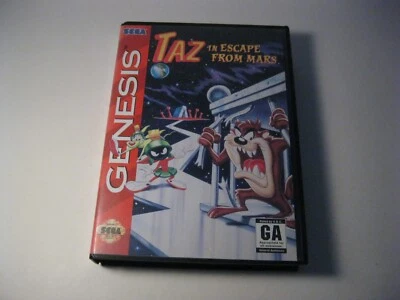 SEGA
GENESIS
TAZ IN ESCAPE
FROM MARS
SEGA
GA